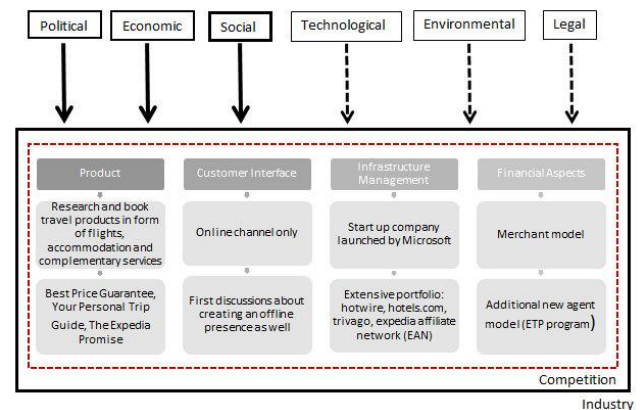 Political
Economic
Social
Technological
Environmental
Legal
Product
Customer Interface
Infrastructure
Management
Financial Aspects
Research and book
travel products in form
of flights,
accommodation and
complementary services
Online channel only
Start up company
launched by Microsoft
Merchant model
Best Price Guarantee,
Your Personal Trip
Guide, The Expedia
Promise
First discussions about
creating an offline
presence as well
Extensive portfolio:
hotwire, hotels.com,
trivago, expedia affiliate
network (EAN)
Additional new agent
model (ETP program)
Competition
Industry